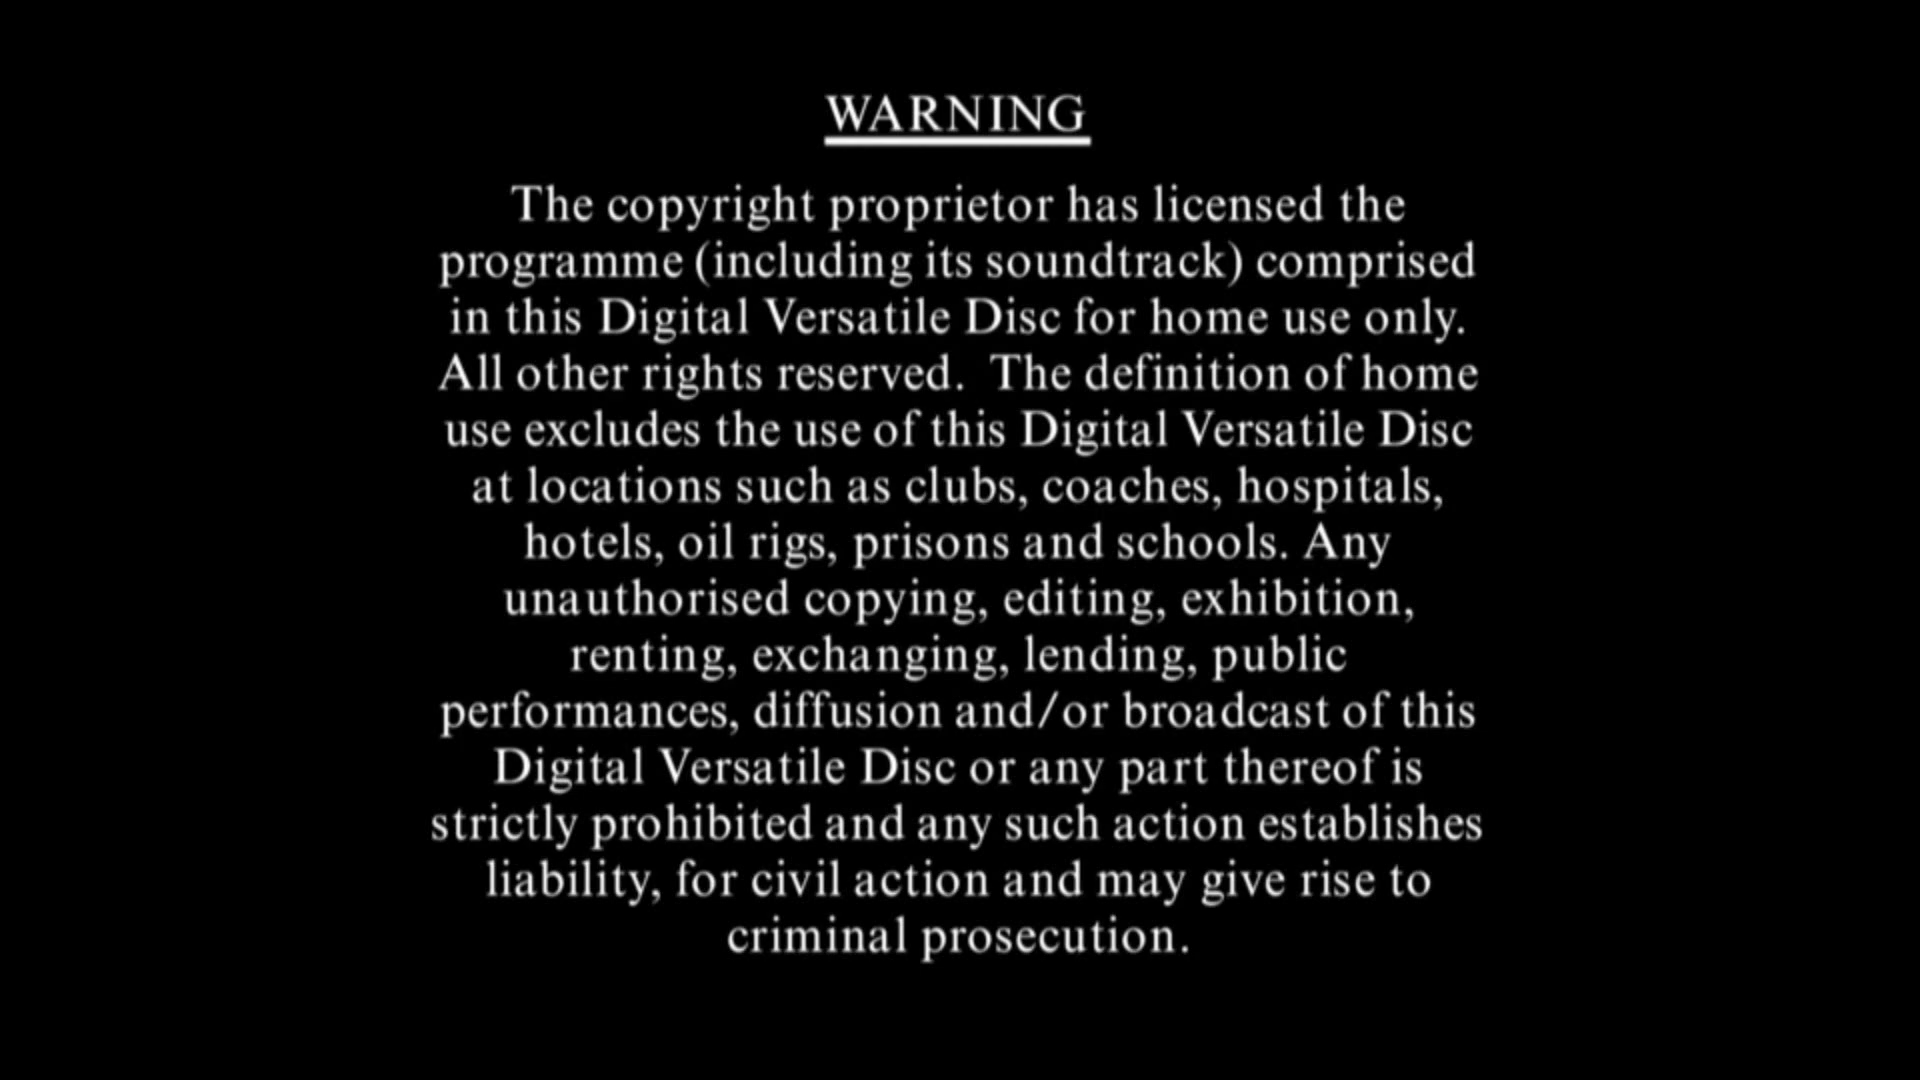 WARNING
The copyright proprietor has licensed the
programme (including its soundtrack) comprised
in this Digital Versatile Disc for home use only.
All other rights reserved.  The definition of home
use excludes the use of this Digital Versatile Disc
at locations such as clubs, coaches, hospitals,
hotels, oil rigs, prisons and schools. Any
unauthorised copying, editing, exhibition,
renting, exchanging, lending, public
performances, diffusion and/or broadcast of this
Digital Versatile Disc or any part thereof is
strictly prohibited and any such action establishes
liability, for civil action and may give rise to
criminal prosecution.